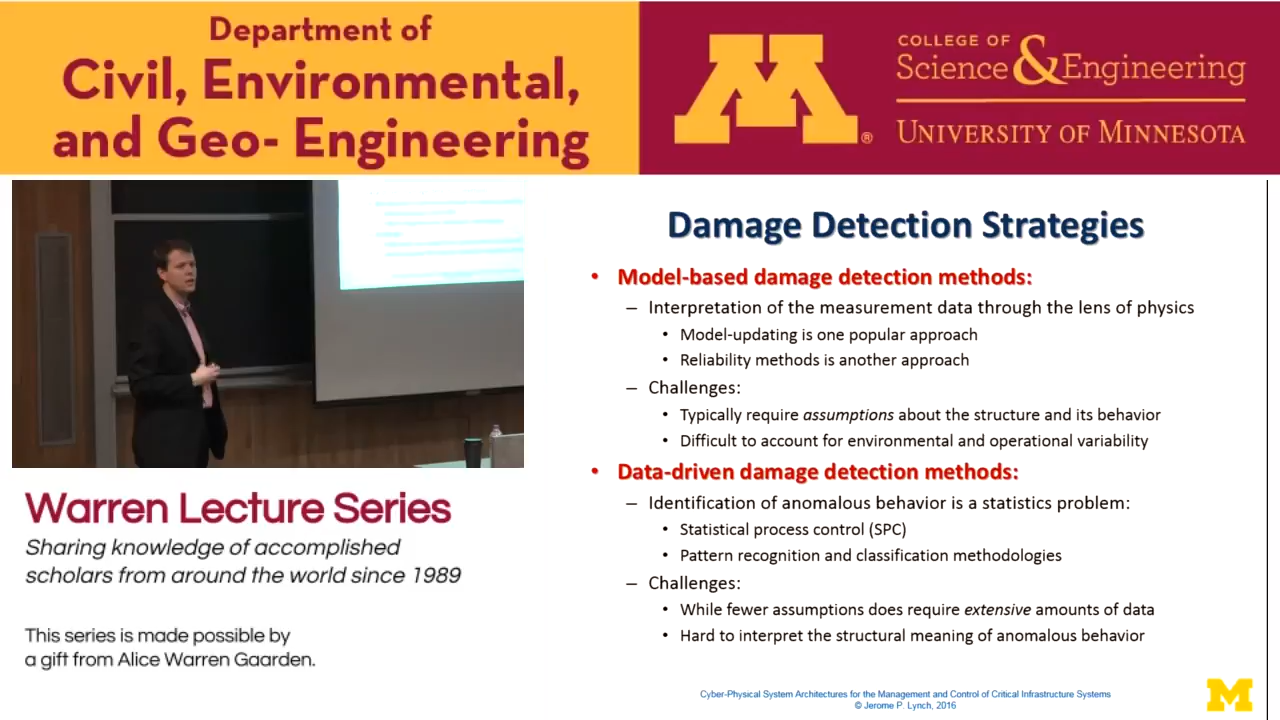 Department of
Civil, Environmental,
and Geo- Engineering
M®
COLLEGE OF
Science & Engineering
UNIVERSITY OF MINNESOTA
Warren Lecture Series
Sharing knowledge of accomplished
scholars from around the world since 1989
This series is made possible by
a gift from Alice Warren Gaarden.
Damage Detection Strategies
• Model-based damage detection methods:
– Interpretation of the measurement data through the lens of physics
• Model-updating is one popular approach
• Reliability methods is another approach
– Challenges:
• Typically require assumptions about the structure and its behavior
• Difficult to account for environmental and operational variability
• Data-driven damage detection methods:
– Identification of anomalous behavior is a statistics problem:
• Statistical process control (SPC)
• Pattern recognition and classification methodologies
– Challenges:
• While fewer assumptions does require extensive amounts of data
• Hard to interpret the structural meaning of anomalous behavior
Cyber-Physical System Architectures for the Management and Control of Critical Infrastructure Systems
© Jerome P. Lynch, 2016
M